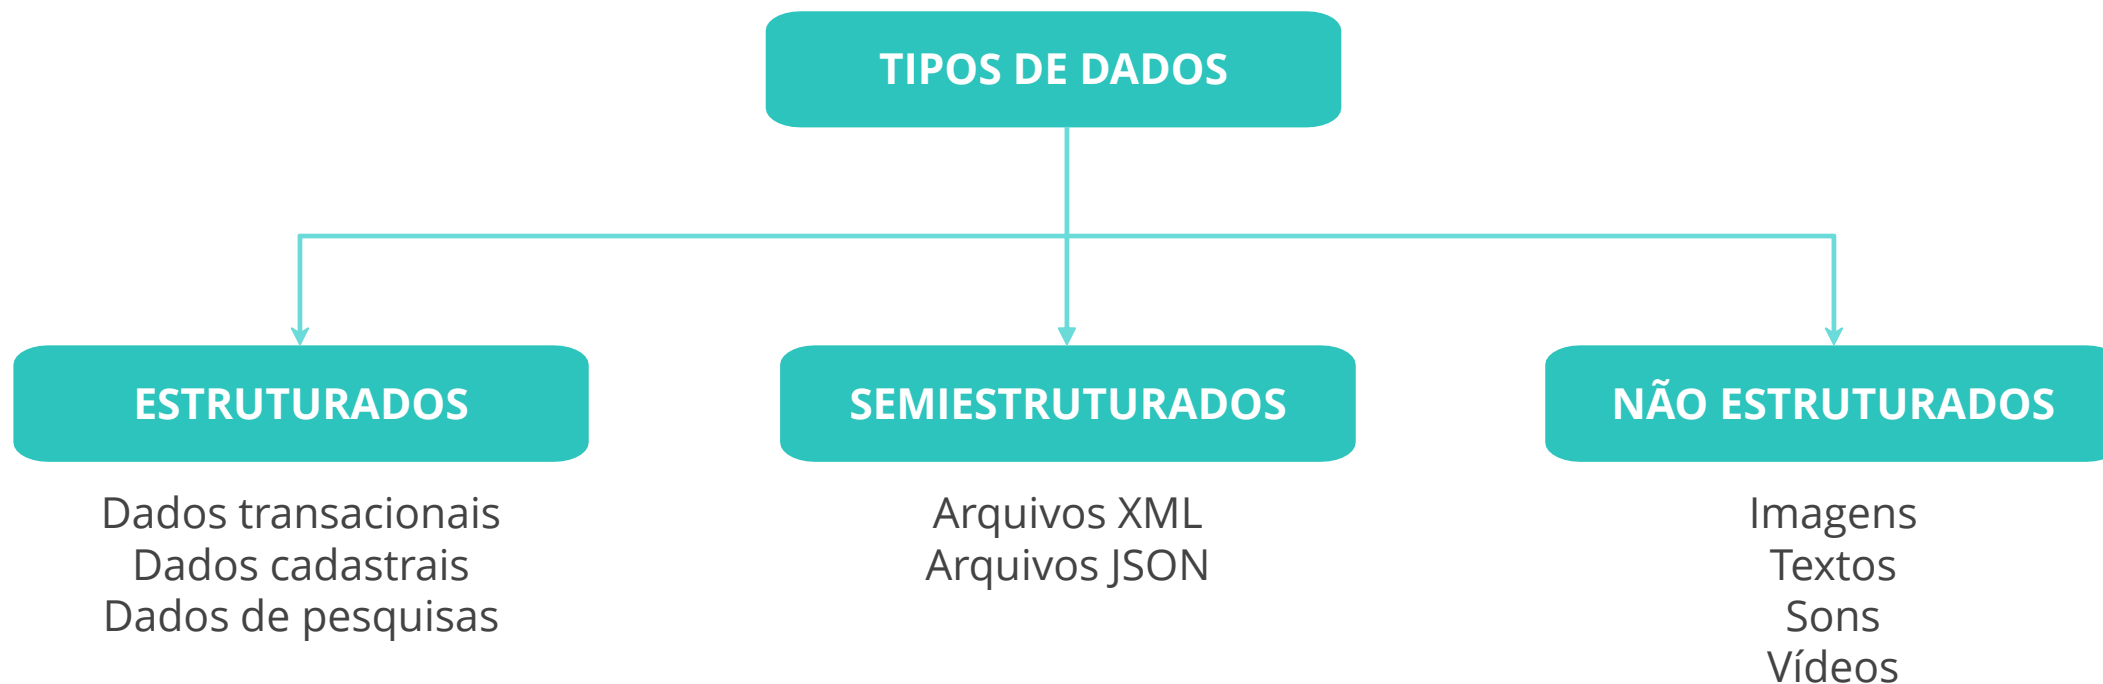 TIPOS DE DADOS
ESTRUTURADOS
Dados transacionais
Dados cadastrais
Dados de pesquisas
SEMIESTRUTURADOS
Arquivos XML
Arquivos JSON
NÃO ESTRUTURADOS
Imagens
Textos
Sons
Vídeos